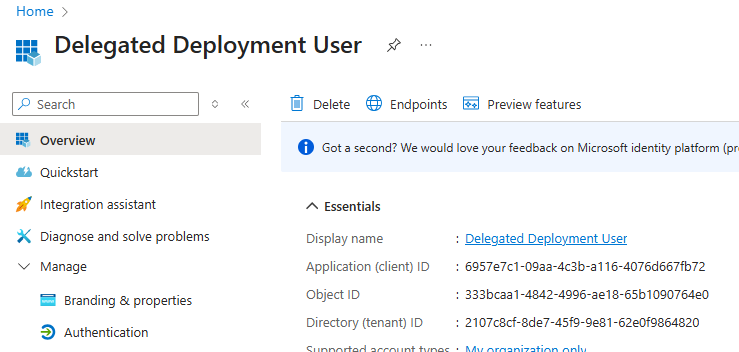 Home >
Delegated Deployment User ...
Search
Delete Endpoints Preview features
Overview
Got a second? We would love your feedback on Microsoft identity platform (pre
Quickstart
Integration assistant
Essentials
Diagnose and solve problems
Display name : Delegated Deployment User
Manage
Application (client) ID : 6957e7c1-09aa-4c3b-a116-4076d667fb72
Branding & properties
Object ID : 333bcaa1-4842-4996-ae18-65b1090764e0
Directory (tenant) ID : 2107c8cf-8de7-45f9-9e81-62e0f9864820
Authentication
Supported account types : My organization only